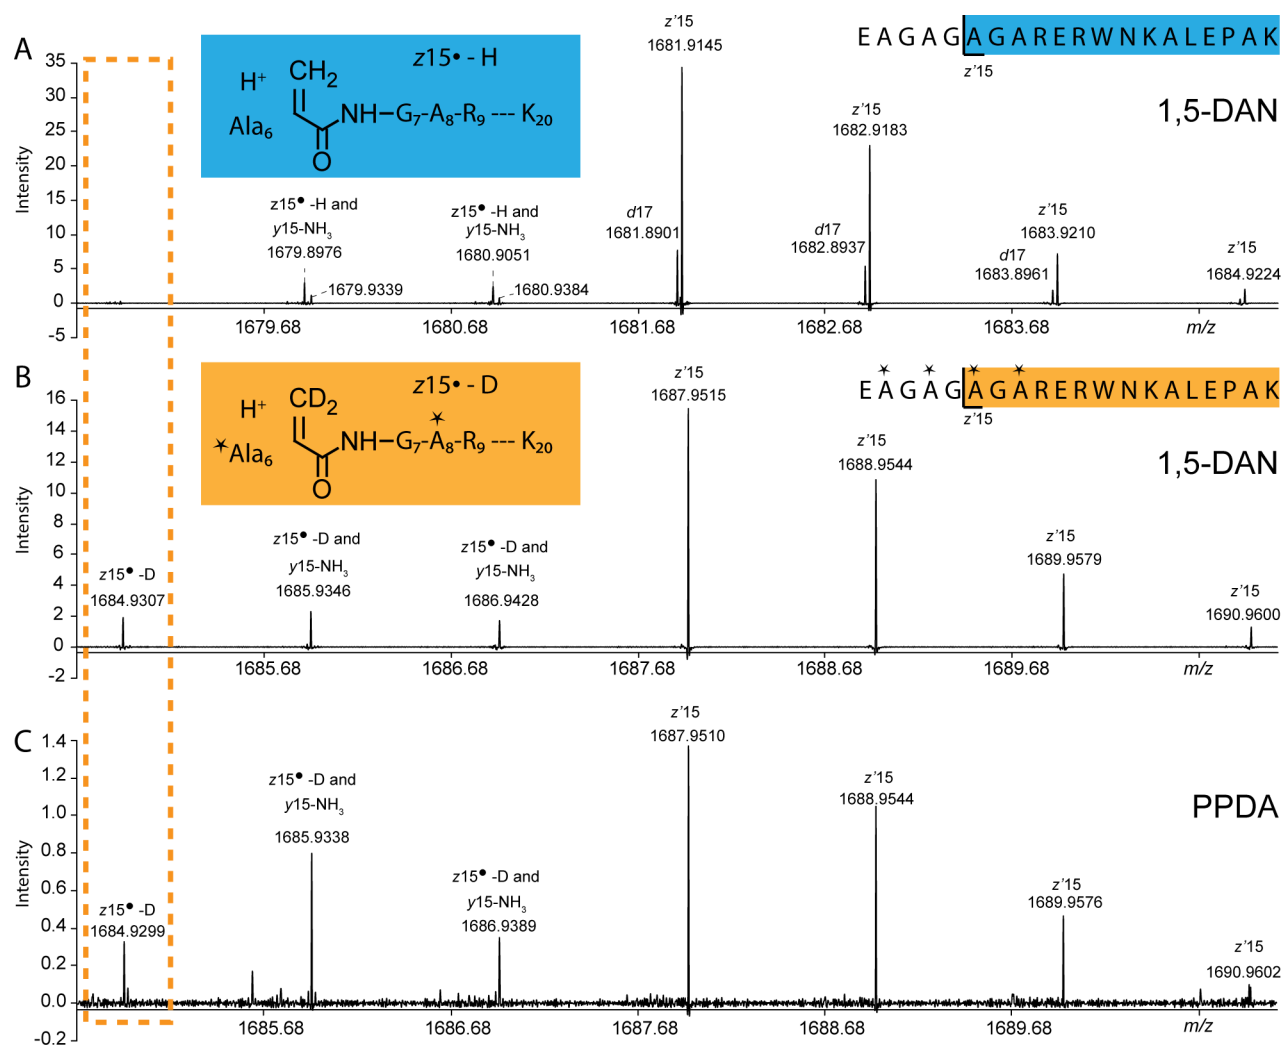 A
EAGAGAGARERWNKALEPAK
z'15
1,5-DAN
z15• - H
H+
CH2
Ala6
NH–G7-A8-R9 --- K20
O
Intensity
35
30
25
20
15
10
5
0
-5
z15• -H and
y15-NH3
1679.8976
1679.9339
z15• -H and
y15-NH3
1680.9051
1680.9384
d17
1681.8901
z'15
1681.9145
d17
1682.8937
z'15
1682.9183
d17
1683.8961
z'15
1683.9210
z'15
1684.9224
1679.68
1680.68
1681.68
1682.68
1683.68
m/z
B
★ ★ ★ ★
EAGAGAGARERWNKALEPAK
z'15
1,5-DAN
z15• - D
H+
CD2
★Ala6
★
NH–G7-A8-R9 --- K20
O
Intensity
16
14
12
10
8
6
4
2
0
-2
z15• -D
1684.9307
z15• -D and
y15-NH3
1685.9346
z15• -D and
y15-NH3
1686.9428
z'15
1687.9515
z'15
1688.9544
z'15
1689.9579
z'15
1690.9600
1685.68
1686.68
1687.68
1688.68
1689.68
m/z
C
PPDA
Intensity
1.4
1.2
1.0
0.8
0.6
0.4
0.2
0.0
-0.2
z15• -D
1684.9299
z15• -D and
y15-NH3
1685.9338
z15• -D and
y15-NH3
1686.9389
z'15
1687.9510
z'15
1688.9544
z'15
1689.9576
z'15
1690.9602
1685.68
1686.68
1687.68
1688.68
1689.68
m/z